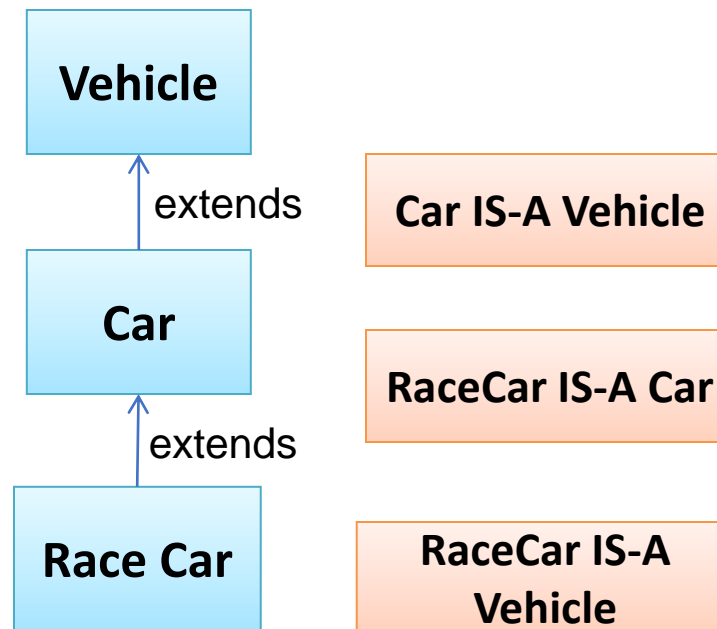 Vehicle
extends
Car IS-A Vehicle
Car
RaceCar IS-A Car
extends
Race Car
RaceCar IS-A
Vehicle